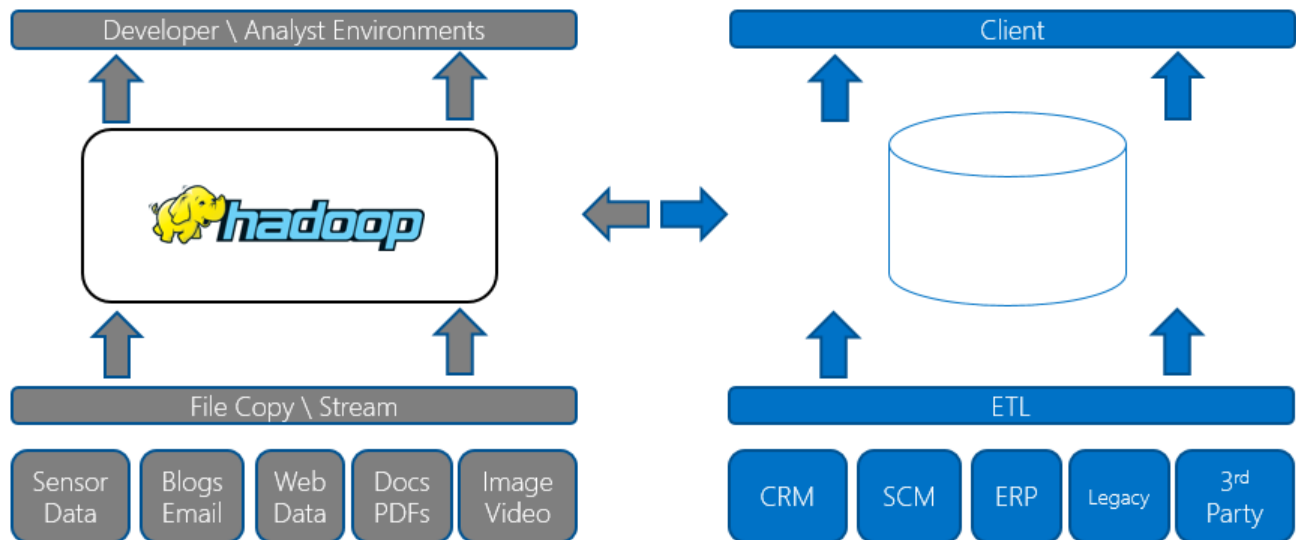 Developer \ Analyst Environments
Client
hadoop
File Copy \ Stream
ETL
Sensor
Data
Blogs
Email
Web
Data
Docs
PDFs
Image
Video
CRM
SCM
ERP
Legacy
3rd
Party